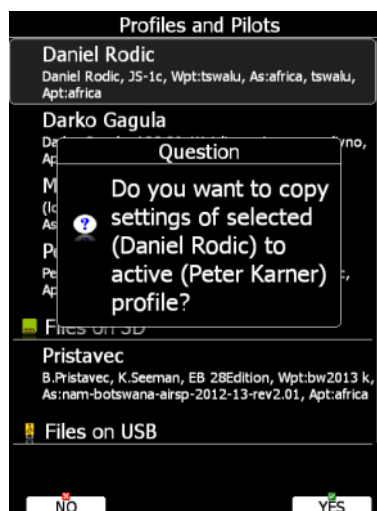 Profiles and Pilots
Daniel Rodic
Daniel Rodic, JS-1c, Wpt:tswalu, As:africa, tswalu,
Apt:africa
Darko Gagula
Question
Do you want to copy
settings of selected
(Daniel Rodic) to
active (Peter Karner)
profile?
Files on SD
Pristavec
B.Pristavec, K.Seeman, EB 28Edition, Wpt:bw2013 k,
As:nam-botswana-airsp-2012-13-rev2.01, Apt:africa
Files on USB
NO
YES